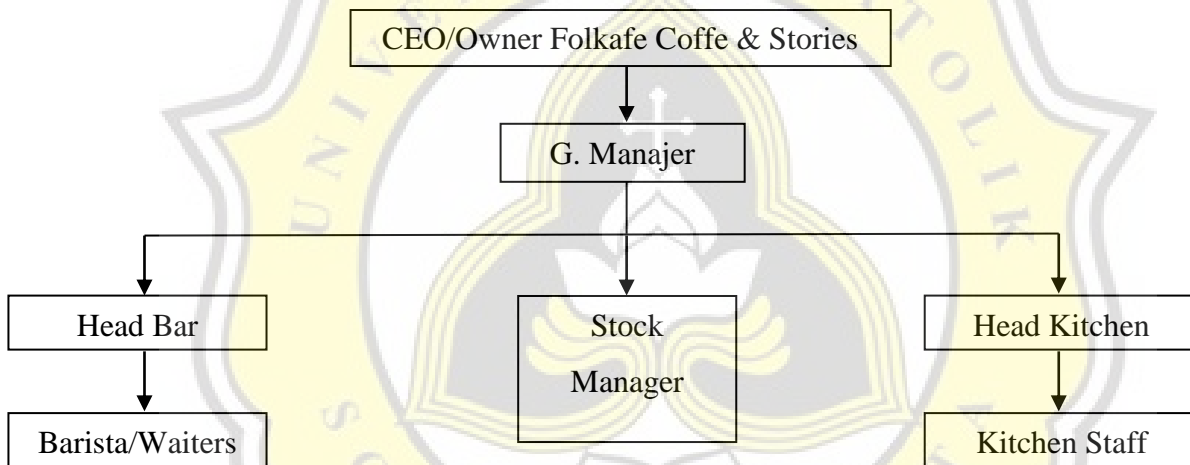 CEO/Owner Folkafe Coffe & Stories
G. Manajer
Head Bar
Stock
Manager
Head Kitchen
Barista/Waiters
Kitchen Staff